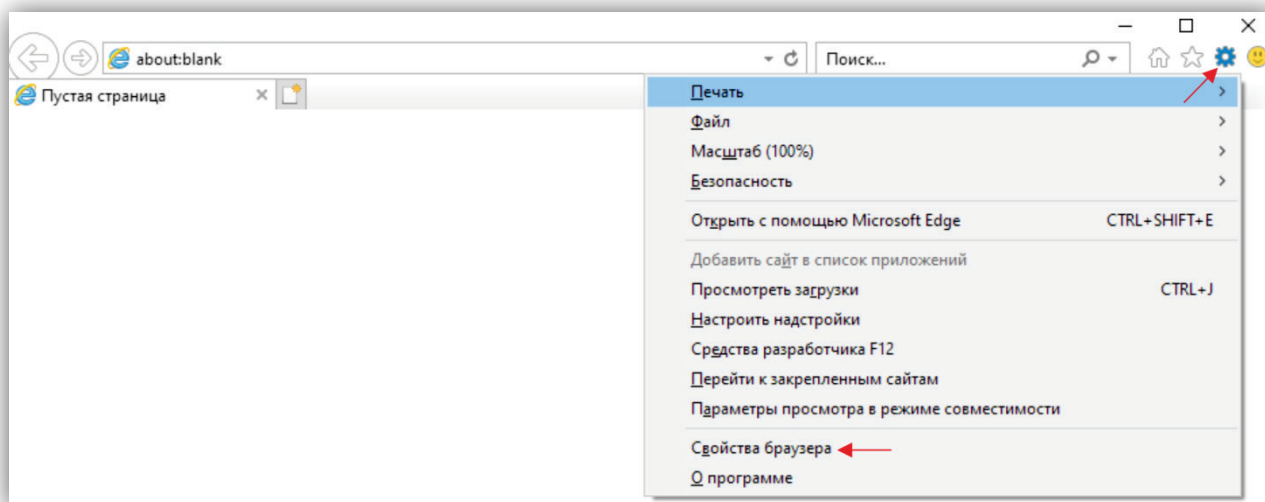 about:blank
Поиск...
Пустая страница
Печать
Файл
Масштаб (100%)
Безопасность
Открыть с помощью Microsoft Edge CTRL+SHIFT+E
Добавить сайт в список приложений
Просмотреть загрузки CTRL+J
Настроить надстройки
Средства разработчика F12
Перейти к закрепленным сайтам
Параметры просмотра в режиме совместимости
Свойства браузера
О программе